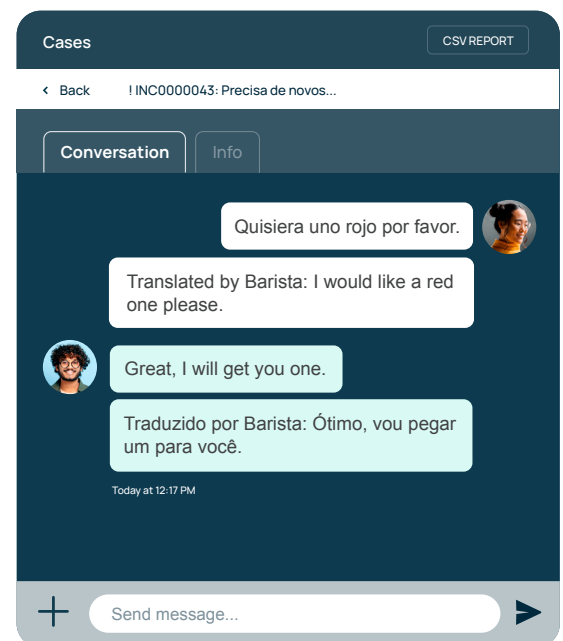 Cases
CSV REPORT
Back
! INC0000043: Precisa de novos...
Conversation
Info
Quisiera uno rojo por favor.
Translated by Barista: I would like a red
one please.
Great, I will get you one.
Traduzido por Barista: Ótimo, vou pegar
um para você.
Today at 12:17 PM
Send message...